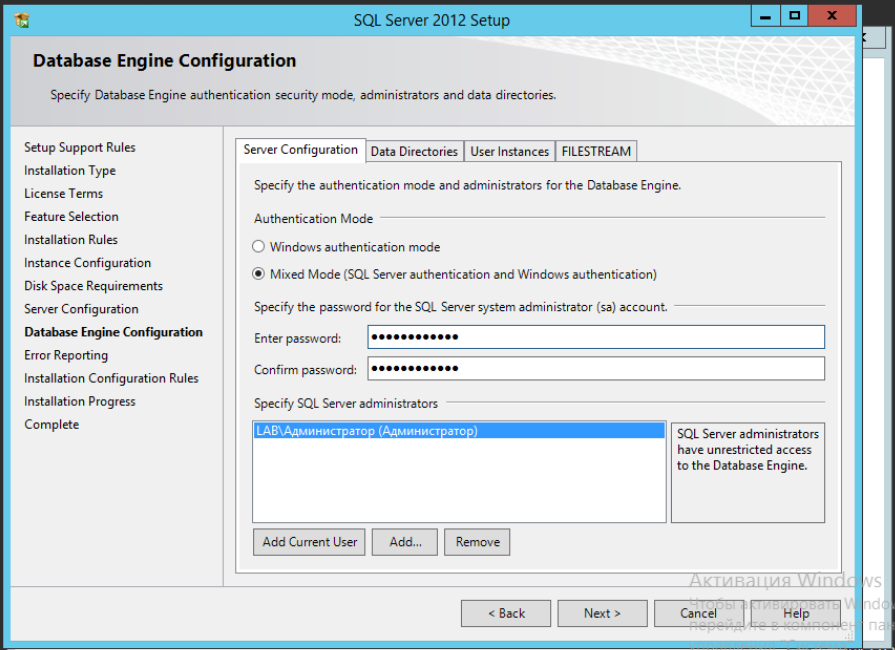 SQL Server 2012 Setup
Database Engine Configuration
Specify Database Engine authentication security mode, administrators and data directories.
Setup Support Rules
Installation Type
License Terms
Feature Selection
Installation Rules
Instance Configuration
Disk Space Requirements
Server Configuration
Database Engine Configuration
Error Reporting
Installation Configuration Rules
Installation Progress
Complete
Server Configuration
Data Directories
User Instances
FILESTREAM
Specify the authentication mode and administrators for the Database Engine.
Authentication Mode
Windows authentication mode
Mixed Mode (SQL Server authentication and Windows authentication)
Specify the password for the SQL Server system administrator (sa) account.
Enter password: ●●●●●●●●●●●●
Confirm password: ●●●●●●●●●●●●
Specify SQL Server administrators
LAB\Администратор (Администратор)
SQL Server administrators
have unrestricted access
to the Database Engine.
Add Current User
Add...
Remove
Активация Windows
Чтобы активировать Windo
перейдите в компонент пан
< Back
Next >
Cancel
Help